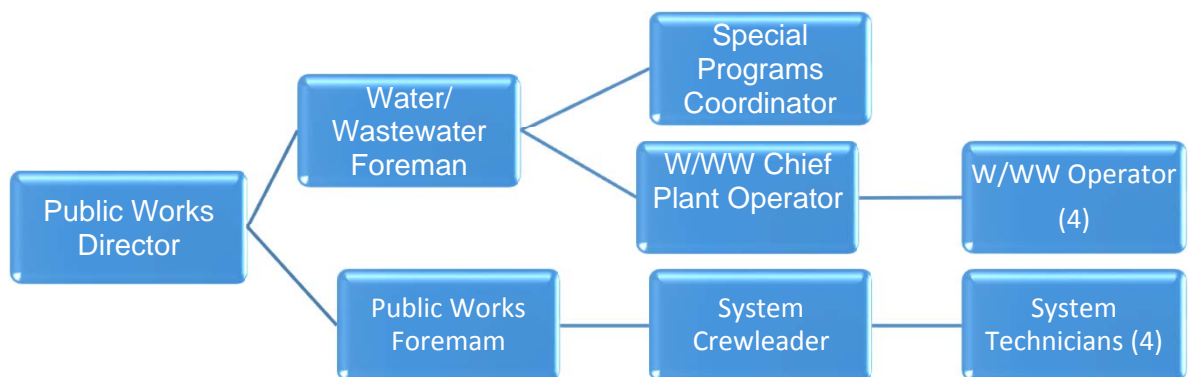 Public Works
Director
Water/
Wastewater
Foreman
Special
Programs
Coordinator
W/WW Chief
Plant Operator
W/WW Operator
(4)
Public Works
Foremam
System
Crewleader
System
Technicians (4)